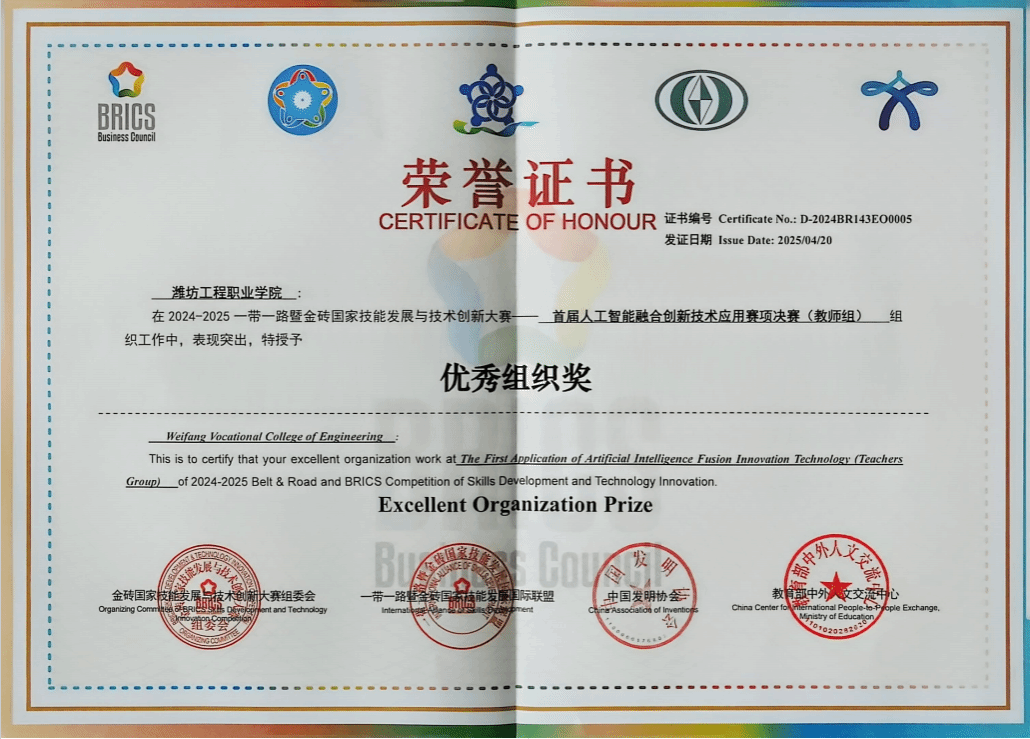 BRICS
Business Council
荣誉证书
CERTIFICATE OF HONOUR
证书编号 Certificate No.: D-2024BR143EO0005
发证日期 Issue Date: 2025/04/20
潍坊工程职业学院 :
在 2024-2025 一带一路暨金砖国家技能发展与技术创新大赛—— 首届人工智能融合创新技术应用赛项决赛（教师组） 组
织工作中，表现突出，特授予
优秀组织奖
Weifang Vocational College of Engineering :
This is to certify that your excellent organization work at The First Application of Artificial Intelligence Fusion Innovation Technology (Teachers
Group) of 2024-2025 Belt & Road and BRICS Competition of Skills Development and Technology Innovation.
Excellent Organization Prize
BRICS
Business Council
金砖国家技能发展与技术创新大赛组委会
Organizing Committee of BRICS Skills Development and Technology
Innovation Competition
一带一路暨金砖国家技能发展国际联盟
International Alliance of Skills Development
中国发明协会
China Association of Inventions
教育部中外人文交流中心
China Center for International People-to-People Exchange,
Ministry of Education